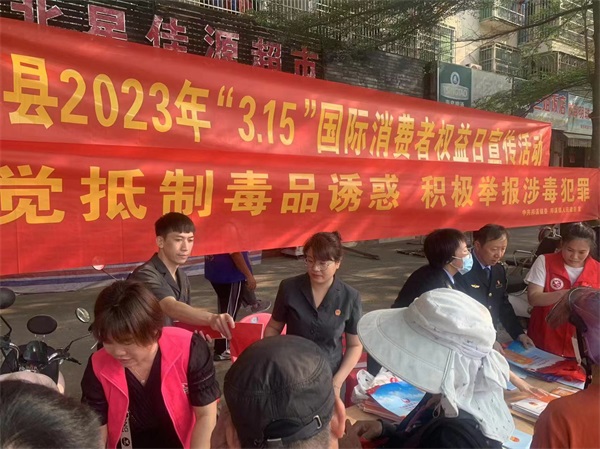 北星佳源超市
县2023年“3.15”国际消费者权益日宣传活动
觉抵制毒品诱惑 积极举报涉毒犯罪